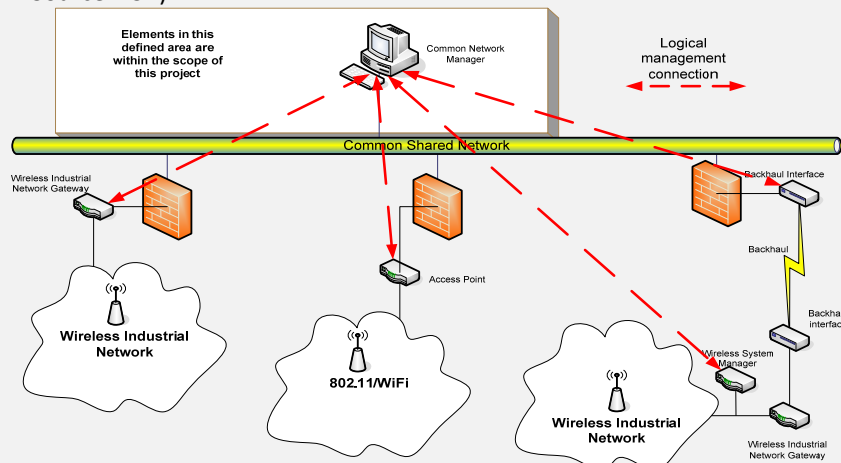 Elements in this
defined area are
within the scope of
this project
Common Network
Manager
Logical
management
connection
Common Shared Network
Wireless Industrial
Network Gateway
Backhaul Interface
Backhaul
Access Point
Wireless Industrial
Network
802.11/WiFi
Backha
interfac
Wireless System
Manager
Wireless Industrial
Network
Wireless Industrial
Network Gateway